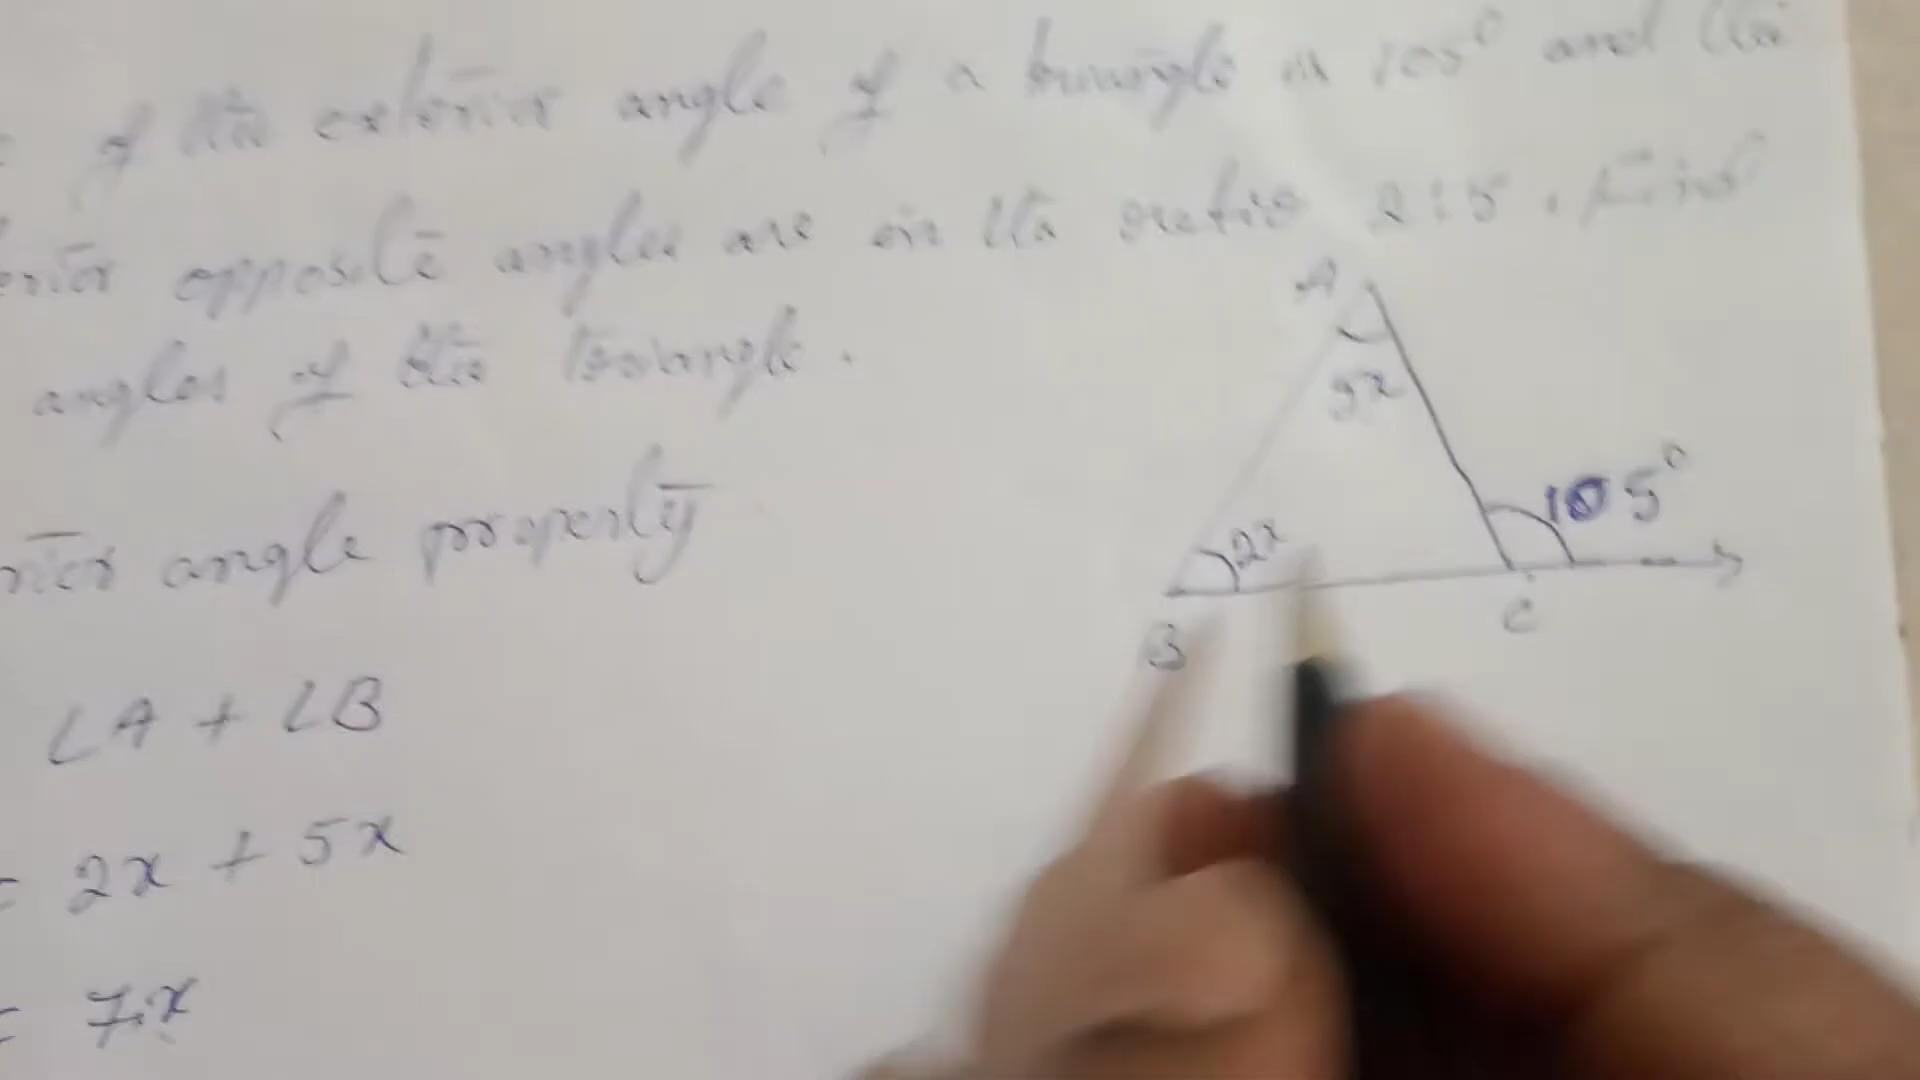 of the exterior angle of a triangle is 105° and the
opposite angles are in the ratio 2:5. Find
angles of the triangle.
angle property
∠A + ∠B
= 2x + 5x
= 7x
A
5x
105°
2x
B
C